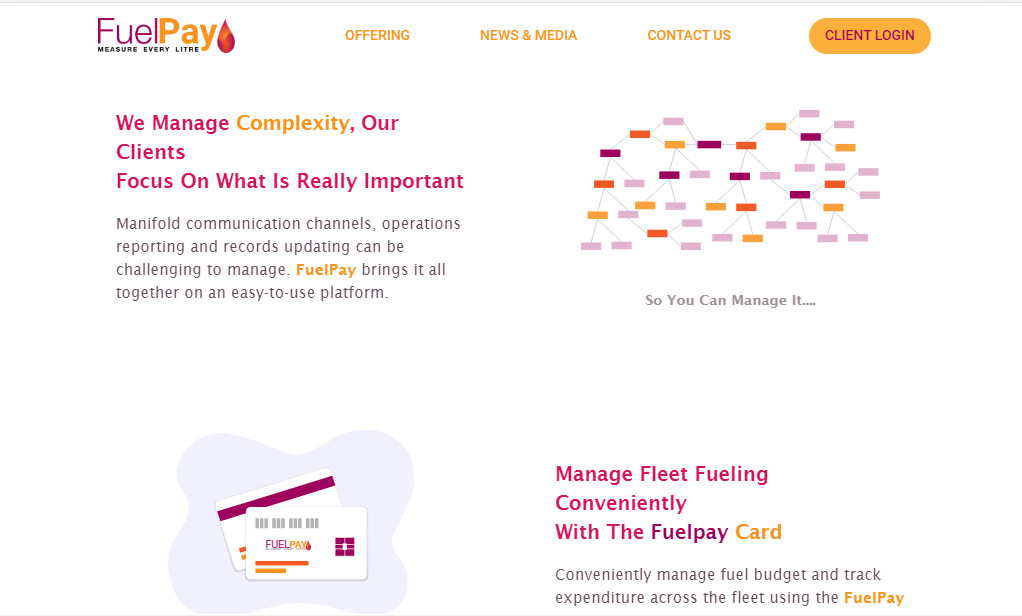 FuelPay
MEASURE EVERY LITRE
OFFERING
NEWS & MEDIA
CONTACT US
CLIENT LOGIN
We Manage Complexity, Our
Clients
Focus On What Is Really Important
Manifold communication channels, operations
reporting and records updating can be
challenging to manage. FuelPay brings it all
together on an easy-to-use platform.
So You Can Manage It....
FUELPAY
Manage Fleet Fueling
Conveniently
With The Fuelpay Card
Conveniently manage fuel budget and track
expenditure across the fleet using the FuelPay